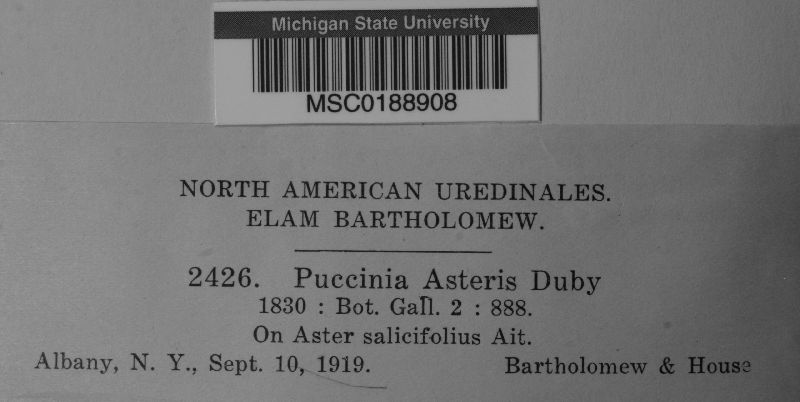 Michigan State University
MSC0188908
NORTH AMERICAN UREDINALES.
ELAM BARTHOLOMEW.
2426. Puccinia Asteris Duby
1830 : Bot. Gall. 2 : 888.
On Aster salicifolius Ait.
Albany, N. Y., Sept. 10, 1919. Bartholomew & House